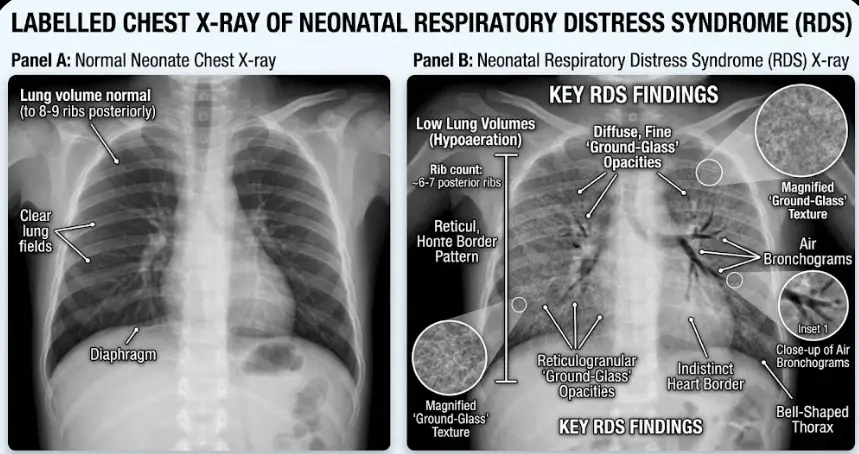 LABELLED CHEST X-RAY OF NEONATAL RESPIRATORY DISTRESS SYNDROME (RDS)
Panel A: Normal Neonate Chest X-ray
Lung volume normal
(to 8-9 ribs posteriorly)
Clear
lung
fields
Diaphragm
Panel B: Neonatal Respiratory Distress Syndrome (RDS) X-ray
KEY RDS FINDINGS
Low Lung Volumes
(Hypoaeration)
Rib count:
~6-7 posterior ribs
Reticul,
Honre Border
Pattern
Diffuse, Fine
'Ground-Glass'
Opacities
Magnified
'Ground-Glass'
Texture
Air
Bronchograms
Inset 1
Close-up of Air
Bronchograms
Magnified
'Ground-Glass'
Texture
Reticulogranular
'Ground-Glass'
Opacities
Indistinct
Heart Border
Bell-Shaped
Thorax
KEY RDS FINDINGS